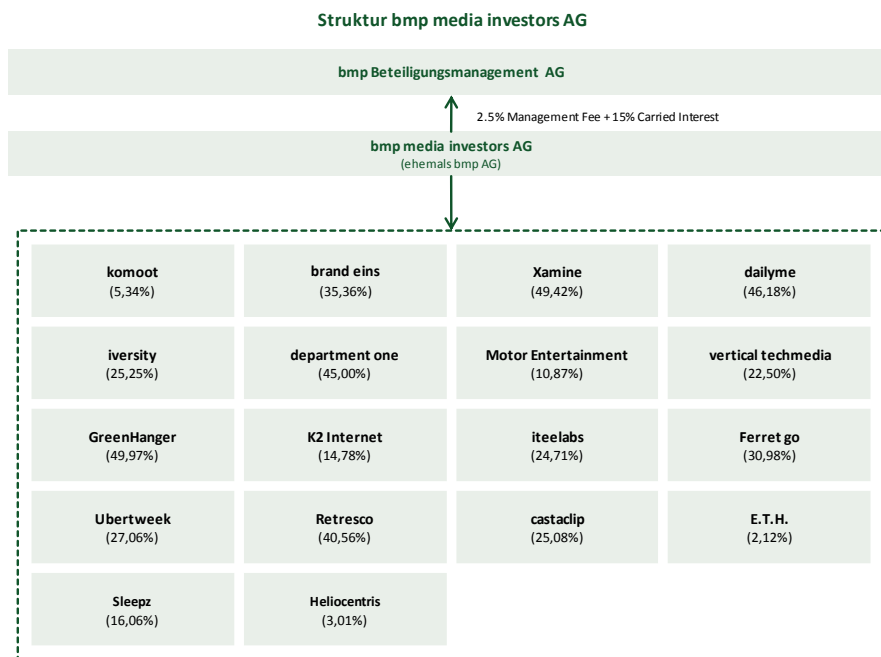 Struktur bmp media investors AG
bmp Beteiligungsmanagement AG
2.5% Management Fee + 15% Carried Interest
bmp media investors AG
(ehemals bmp AG)
komoot
(5,34%)
brand eins
(35,36%)
Xamine
(49,42%)
dailyme
(46,18%)
iversity
(25,25%)
department one
(45,00%)
Motor Entertainment
(10,87%)
vertical techmedia
(22,50%)
GreenHanger
(49,97%)
K2 Internet
(14,78%)
iteelabs
(24,71%)
Ferret go
(30,98%)
Ubertweek
(27,06%)
Retresco
(40,56%)
castaclip
(25,08%)
E.T.H.
(2,12%)
Sleepz
(16,06%)
Heliocentris
(3,01%)